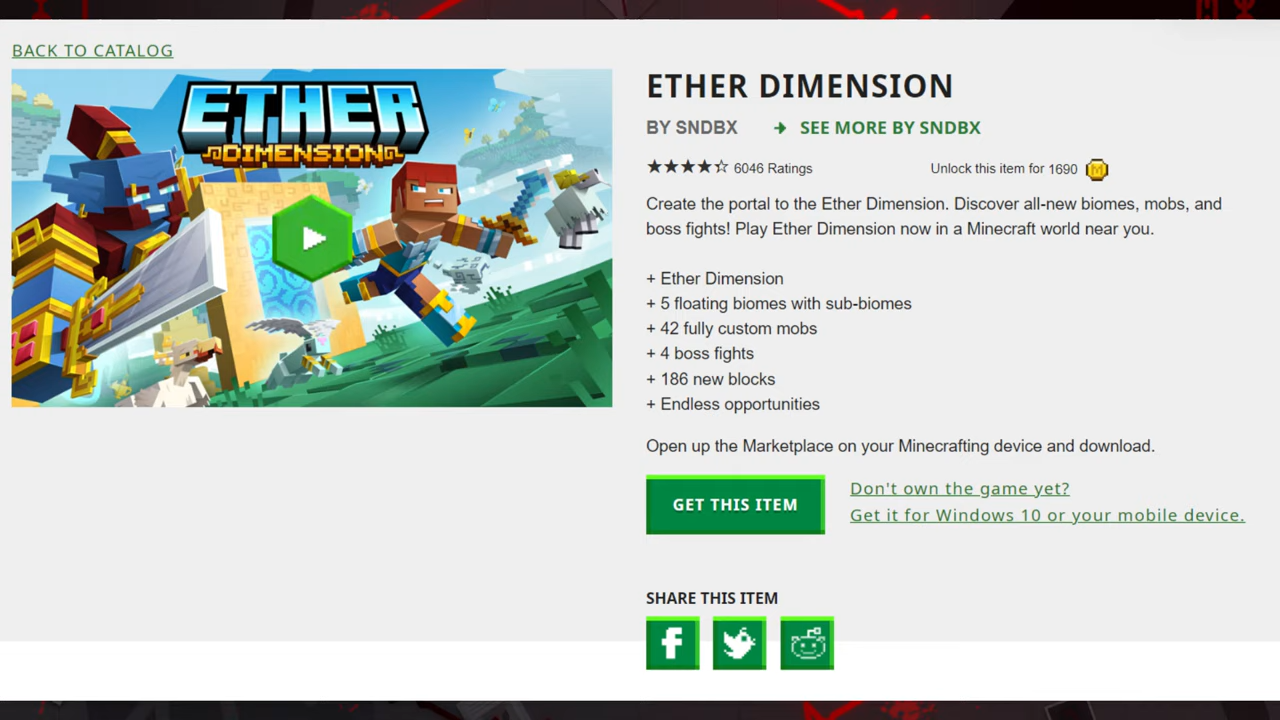 BACK TO CATALOG
ETHER
DIMENSION
ETHER DIMENSION
BY SNDBX
SEE MORE BY SNDBX
6046 Ratings
Unlock this item for 1690
Create the portal to the Ether Dimension. Discover all-new biomes, mobs, and
boss fights! Play Ether Dimension now in a Minecraft world near you.
+ Ether Dimension
+ 5 floating biomes with sub-biomes
+ 42 fully custom mobs
+ 4 boss fights
+ 186 new blocks
+ Endless opportunities
Open up the Marketplace on your Minecrafting device and download.
GET THIS ITEM
Don't own the game yet?
Get it for Windows 10 or your mobile device.
SHARE THIS ITEM